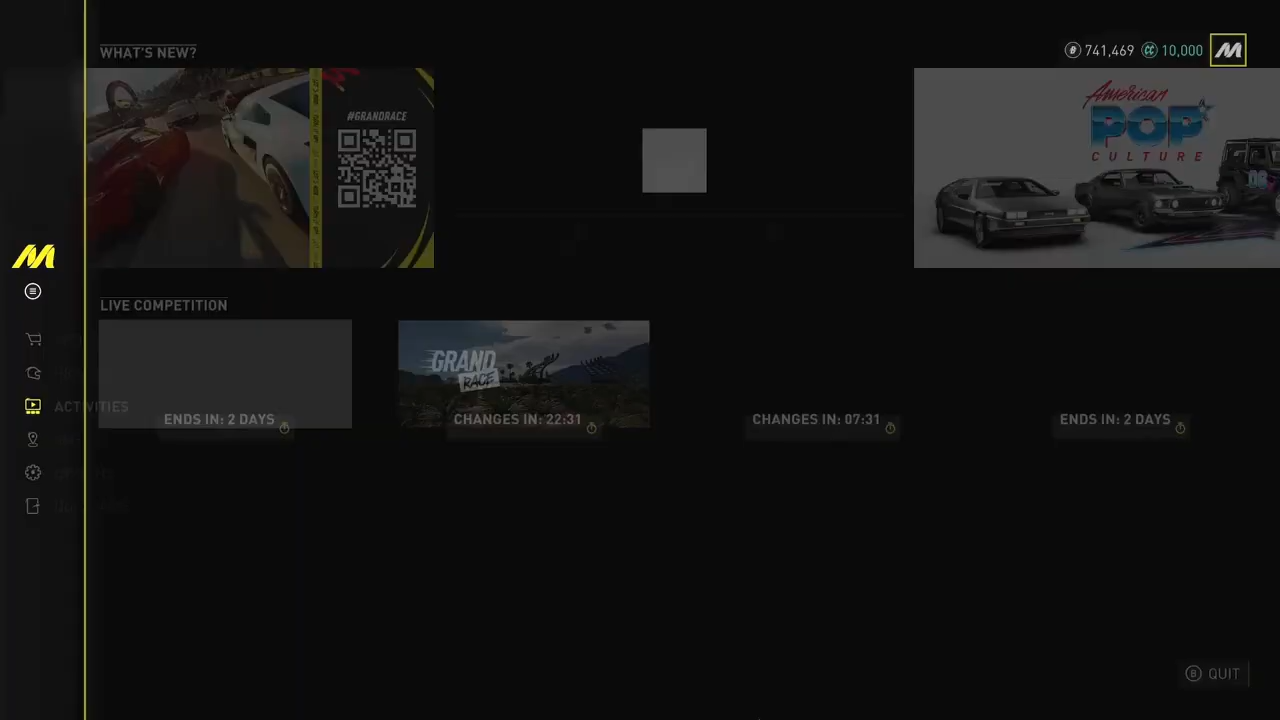 WHAT'S NEW?
741,469 10,000
#GRANDRACE
American
POP
CULTURE
LIVE COMPETITION
GRAND
RACE
ENDS IN: 2 DAYS
CHANGES IN: 22:31
CHANGES IN: 07:31
ENDS IN: 2 DAYS
ACTIVITIES
B QUIT